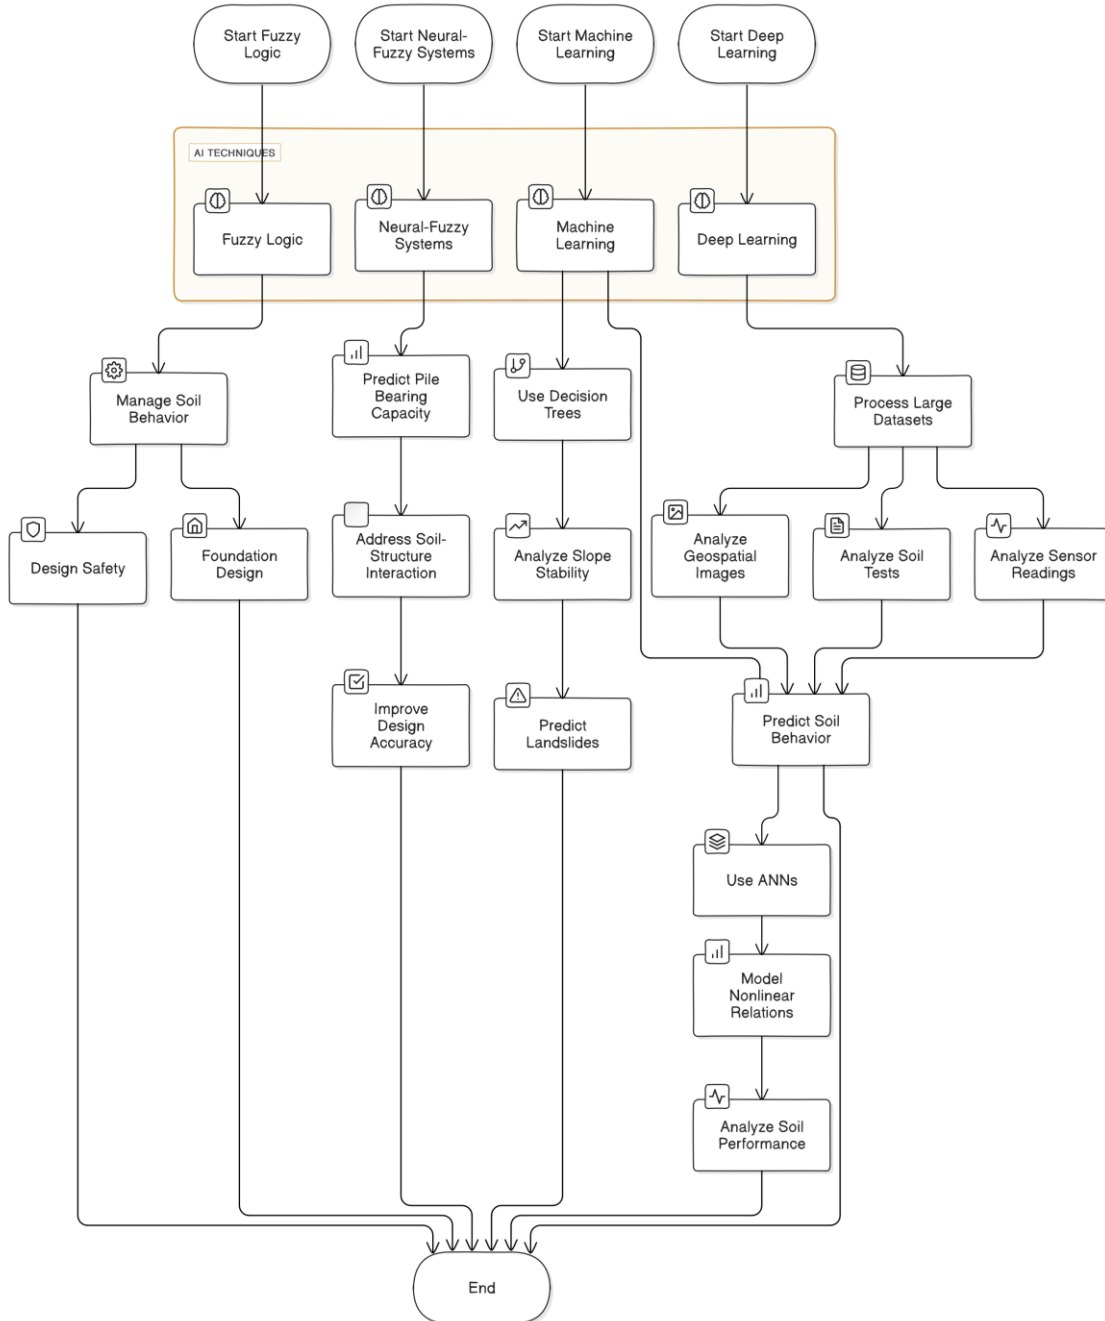 Start Fuzzy
Logic
Start Neural-
Fuzzy Systems
Start Machine
Learning
Start Deep
Learning
AI TECHNIQUES
Fuzzy Logic
Neural-Fuzzy
Systems
Machine
Learning
Deep Learning
Manage Soil
Behavior
Predict Pile
Bearing
Capacity
Use Decision
Trees
Process Large
Datasets
Design Safety
Foundation
Design
Address Soil-
Structure
Interaction
Analyze Slope
Stability
Analyze
Geospatial
Images
Analyze Soil
Tests
Analyze Sensor
Readings
Improve
Design
Accuracy
Predict
Landslides
Predict Soil
Behavior
Use ANNs
Model
Nonlinear
Relations
Analyze Soil
Performance
End